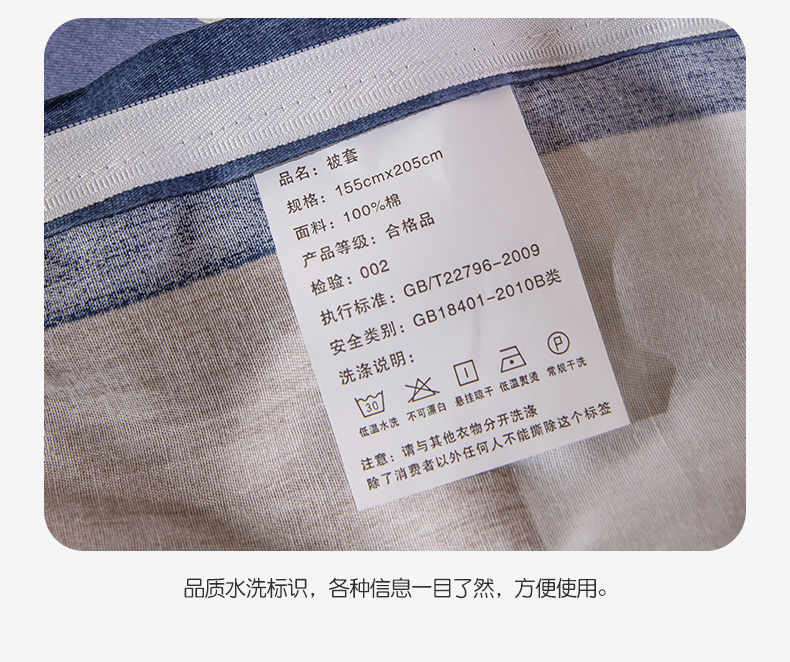 品名：被套
规格：155cmx205cm
面料：100%棉
产品等级：合格品
检验：002
执行标准：GB/T22796-2009
安全类别：GB18401-2010B类
洗涤说明：
30
P
低温水洗 不可漂白 悬挂晾干 低温熨烫 常规干洗
注意：请与其他衣物分开洗涤
除了消费者以外任何人不能撕除这个标签
品质水洗标识，各种信息一目了然，方便使用。